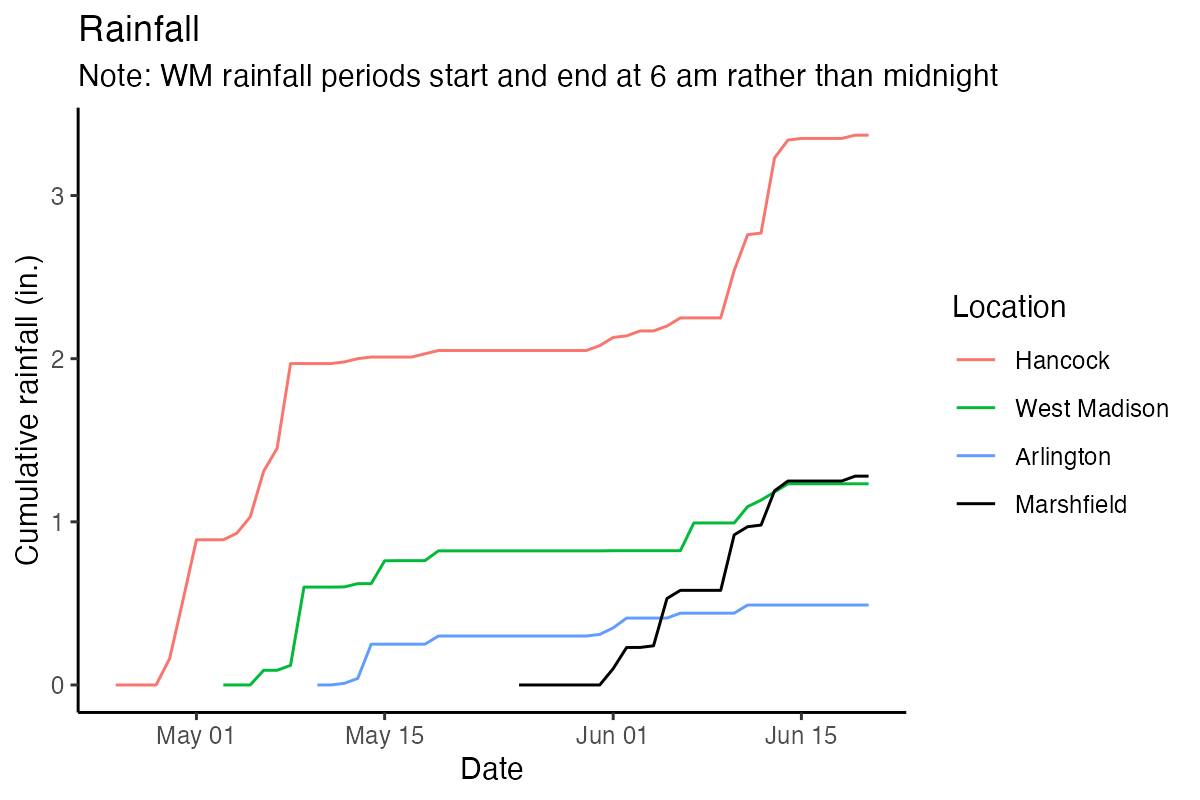 Rainfall
Note: WM rainfall periods start and end at 6 am rather than midnight
Cumulative rainfall (in.)
3
2
1
0
May 01
May 15
Jun 01
Jun 15
Date
Location
Hancock
West Madison
Arlington
Marshfield